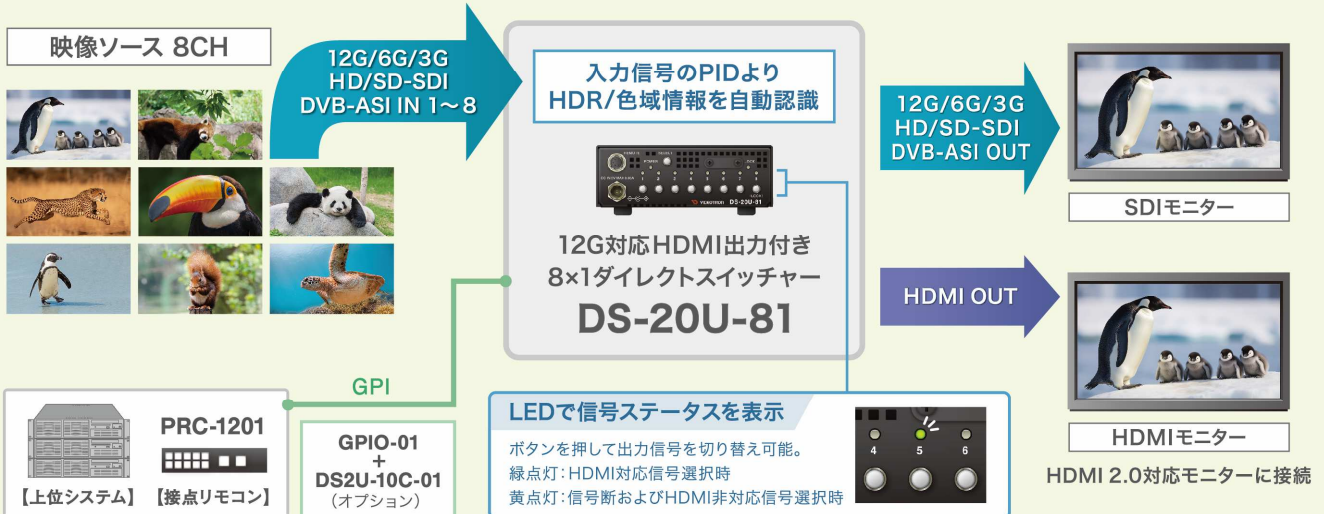 映像ソース 8CH
12G/6G/3G
HD/SD-SDI
DVB-ASI IN 1～8
入力信号のPIDより
HDR/色域情報を自動認識
VIDEOTRON DS-20U-81
12G対応HDMI出力付き
8×1ダイレクトスイッチャー
DS-20U-81
12G/6G/3G
HD/SD-SDI
DVB-ASI OUT
SDIモニター
HDMI OUT
HDMIモニター
HDMI 2.0対応モニターに接続
GPI
PRC-1201
【上位システム】 【接点リモコン】
GPIO-01
+
DS2U-10C-01
（オプション）
LEDで信号ステータスを表示
ボタンを押して出力信号を切り替え可能。
緑点灯：HDMI対応信号選択時
黄点灯：信号断およびHDMI非対応信号選択時
4 5 6